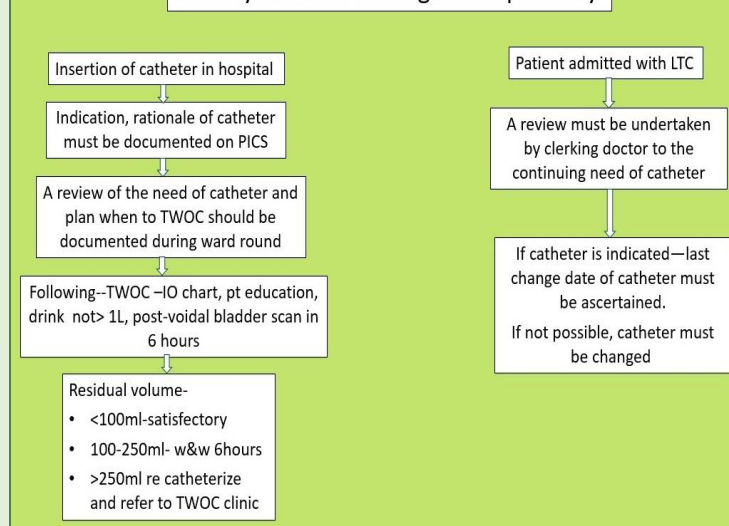 Insertion of catheter in hospital
Indication, rationale of catheter
must be documented on PICS
A review of the need of catheter and
plan when to TWOC should be
documented during ward round
Following--TWOC –IO chart, pt education,
drink not> 1L, post-voidal bladder scan in
6 hours
Residual volume-
• <100ml-satisfactory
• 100-250ml- w&w 6hours
• >250ml re catheterize
and refer to TWOC clinic
Patient admitted with LTC
A review must be undertaken
by clerking doctor to the
continuing need of catheter
If catheter is indicated—last
change date of catheter must
be ascertained.
If not possible, catheter must
be changed